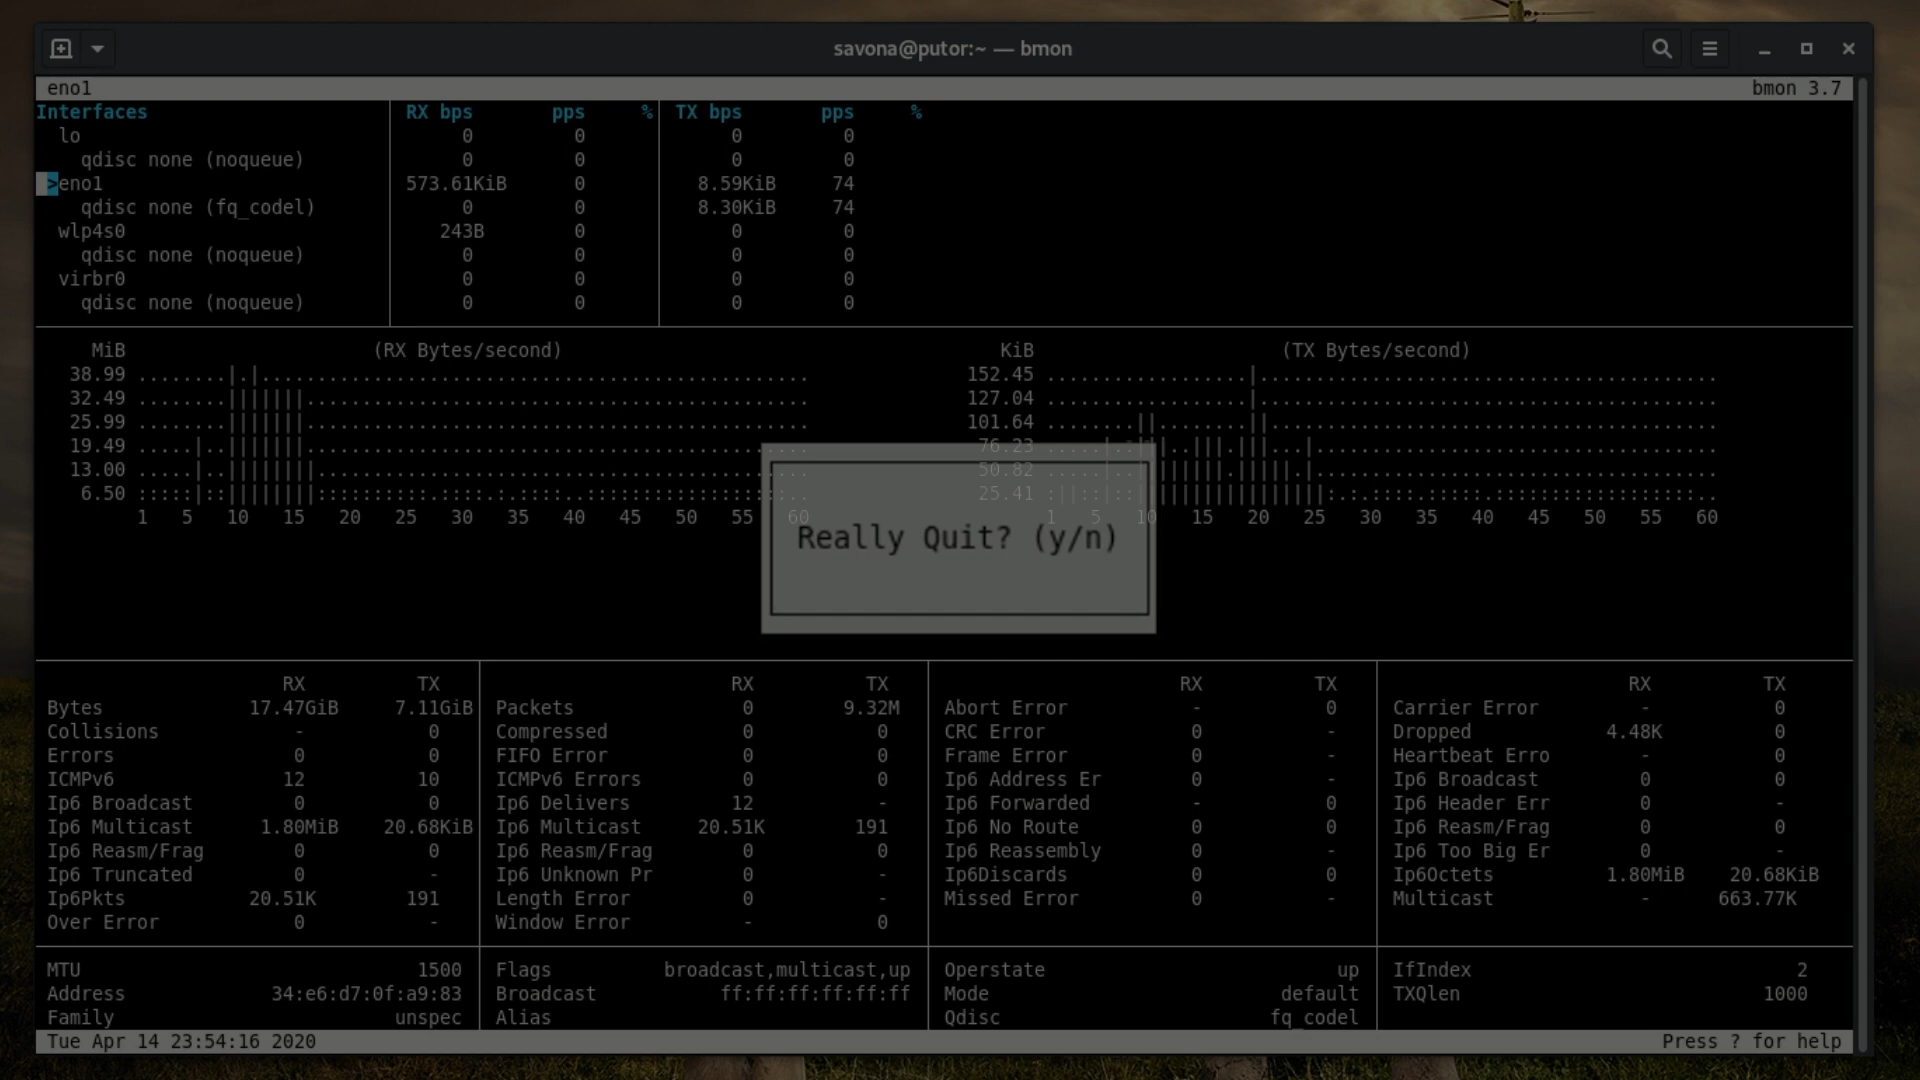 savona@putor:~ — bmon
eno1 bmon 3.7
Interfaces RX bps pps % TX bps pps %
lo 0 0 0 0
qdisc none (noqueue) 0 0 0 0
>eno1 573.61KiB 0 8.59KiB 74
qdisc none (fq_codel) 0 0 8.30KiB 74
wlp4s0 243B 0 0 0
qdisc none (noqueue) 0 0 0 0
virbr0 0 0 0 0
qdisc none (noqueue) 0 0 0 0
MiB (RX Bytes/second) KiB (TX Bytes/second)
38.99 152.45
32.49 127.04
25.99 101.64
19.49 76.23
13.00 50.82
6.50 25.41
1 5 10 15 20 25 30 35 40 45 50 55 60 1 5 10 15 20 25 30 35 40 45 50 55 60
Really Quit? (y/n)
RX TX RX TX RX TX RX TX
Bytes 17.47GiB 7.11GiB Packets 0 9.32M Abort Error - 0 Carrier Error - 0
Collisions - 0 Compressed 0 0 CRC Error 0 - Dropped 4.48K 0
Errors 0 0 FIFO Error 0 0 Frame Error 0 - Heartbeat Erro - 0
ICMPv6 12 10 ICMPv6 Errors 0 0 Ip6 Address Er 0 - Ip6 Broadcast 0 0
Ip6 Broadcast 0 0 Ip6 Delivers 12 - Ip6 Forwarded - 0 Ip6 Header Err 0 -
Ip6 Multicast 1.80MiB 20.68KiB Ip6 Multicast 20.51K 191 Ip6 No Route 0 0 Ip6 Reasm/Frag 0 0
Ip6 Reasm/Frag 0 0 Ip6 Reasm/Frag 0 0 Ip6 Reassembly 0 - Ip6 Too Big Er 0 -
Ip6 Truncated 0 - Ip6 Unknown Pr 0 - Ip6Discards 0 0 Ip6Octets 1.80MiB 20.68KiB
Ip6Pkts 20.51K 191 Length Error 0 - Missed Error 0 - Multicast - 663.77K
Over Error 0 - Window Error - 0
MTU 1500 Flags broadcast,multicast,up Operstate up IfIndex 2
Address 34:e6:d7:0f:a9:83 Broadcast ff:ff:ff:ff:ff:ff Mode default TXQlen 1000
Family unspec Alias Qdisc fq_codel
Tue Apr 14 23:54:16 2020 Press ? for help